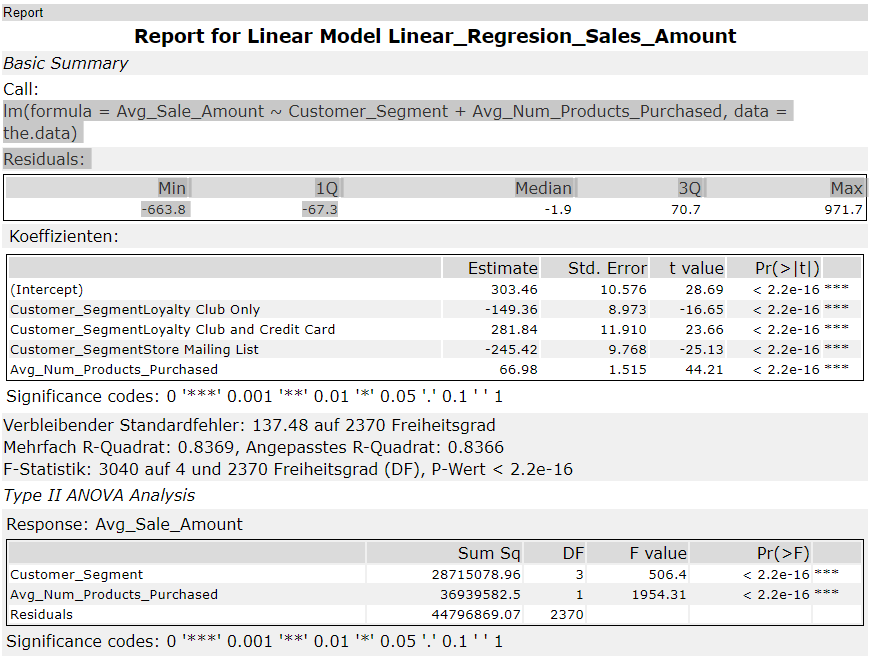 Report
Report for Linear Model Linear_Regresion_Sales_Amount
Basic Summary
Call:
lm(formula = Avg_Sale_Amount ~ Customer_Segment + Avg_Num_Products_Purchased, data =
the.data)
Residuals:
Min 1Q Median 3Q Max
-663.8 -67.3 -1.9 70.7 971.7
Koeffizienten:
Estimate Std. Error t value Pr(>|t|)
(Intercept) 303.46 10.576 28.69 < 2.2e-16 ***
Customer_SegmentLoyalty Club Only -149.36 8.973 -16.65 < 2.2e-16 ***
Customer_SegmentLoyalty Club and Credit Card 281.84 11.910 23.66 < 2.2e-16 ***
Customer_SegmentStore Mailing List -245.42 9.768 -25.13 < 2.2e-16 ***
Avg_Num_Products_Purchased 66.98 1.515 44.21 < 2.2e-16 ***
Significance codes: 0 '***' 0.001 '**' 0.01 '*' 0.05 '.' 0.1 ' ' 1
Verbleibender Standardfehler: 137.48 auf 2370 Freiheitsgrad
Mehrfach R-Quadrat: 0.8369, Angepasstes R-Quadrat: 0.8366
F-Statistik: 3040 auf 4 und 2370 Freiheitsgrad (DF), P-Wert < 2.2e-16
Type II ANOVA Analysis
Response: Avg_Sale_Amount
Sum Sq DF F value Pr(>F)
Customer_Segment 28715078.96 3 506.4 < 2.2e-16 ***
Avg_Num_Products_Purchased 36939582.5 1 1954.31 < 2.2e-16 ***
Residuals 44796869.07 2370
Significance codes: 0 '***' 0.001 '**' 0.01 '*' 0.05 '.' 0.1 ' ' 1